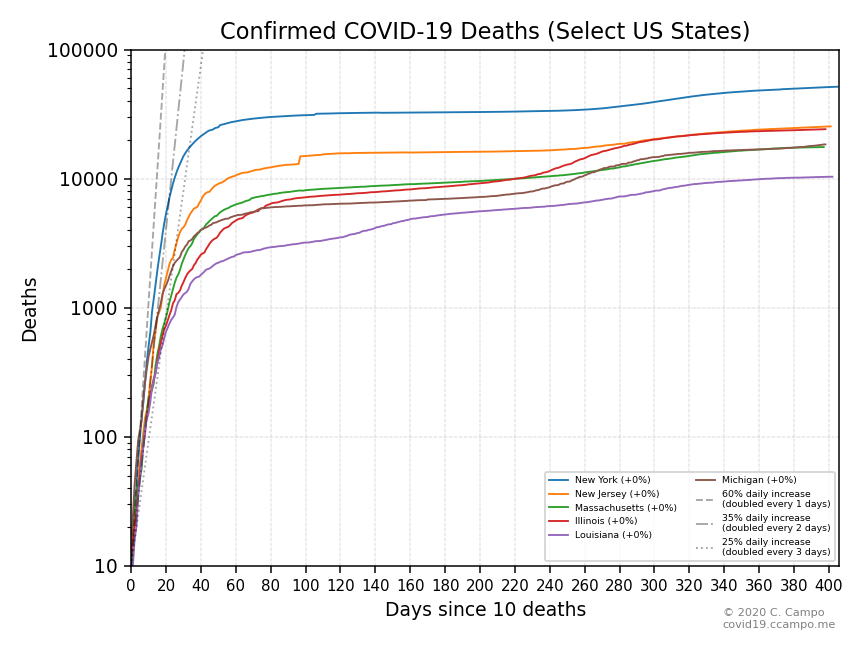 Confirmed COVID-19 Deaths (Select US States)
100000
10000
1000
100
10
Deaths
0 20 40 60 80 100 120 140 160 180 200 220 240 260 280 300 320 340 360 380 400
Days since 10 deaths
New York (+0%)
New Jersey (+0%)
Massachusetts (+0%)
Illinois (+0%)
Louisiana (+0%)
Michigan (+0%)
60% daily increase
(doubled every 1 days)
35% daily increase
(doubled every 2 days)
25% daily increase
(doubled every 3 days)
© 2020 C. Campo
covid19.ccampo.me